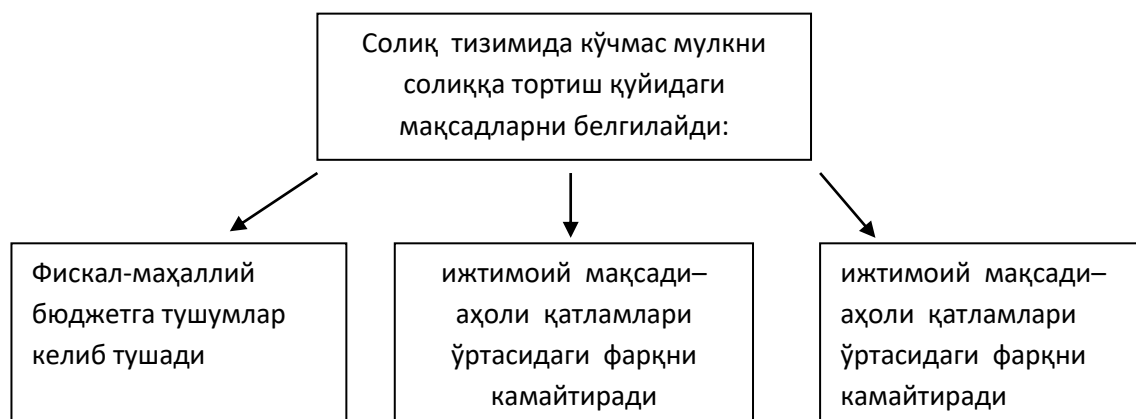 Солиқ тизимида кўчмас мулкни
солиққа тортиш қуйидаги
мақсадларни белгилайди:
Фискал-маҳаллий
бюджетга тушумлар
келиб тушади
ижтимоий мақсади–
аҳоли қатламлари
ўртасидаги фарқни
камайтиради
ижтимоий мақсади–
аҳоли қатламлари
ўртасидаги фарқни
камайтиради